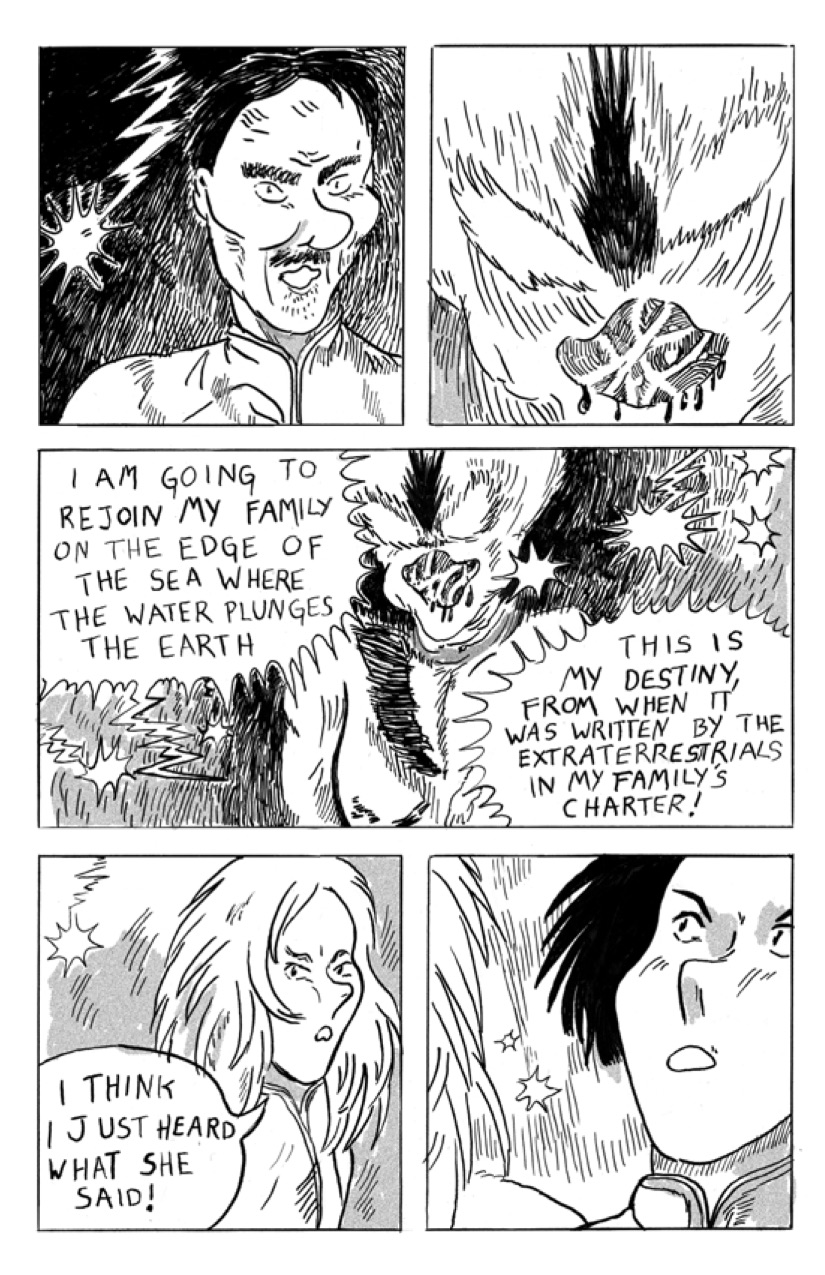 I AM GOING TO
REJOIN MY FAMILY
ON THE EDGE OF
THE SEA WHERE
THE WATER PLUNGES
THE EARTH
THIS IS
MY DESTINY,
FROM WHEN IT
WAS WRITTEN BY THE
EXTRATERRESTRIALS
IN MY FAMILY'S
CHARTER!
I THINK
I JUST HEARD
WHAT SHE
SAID!